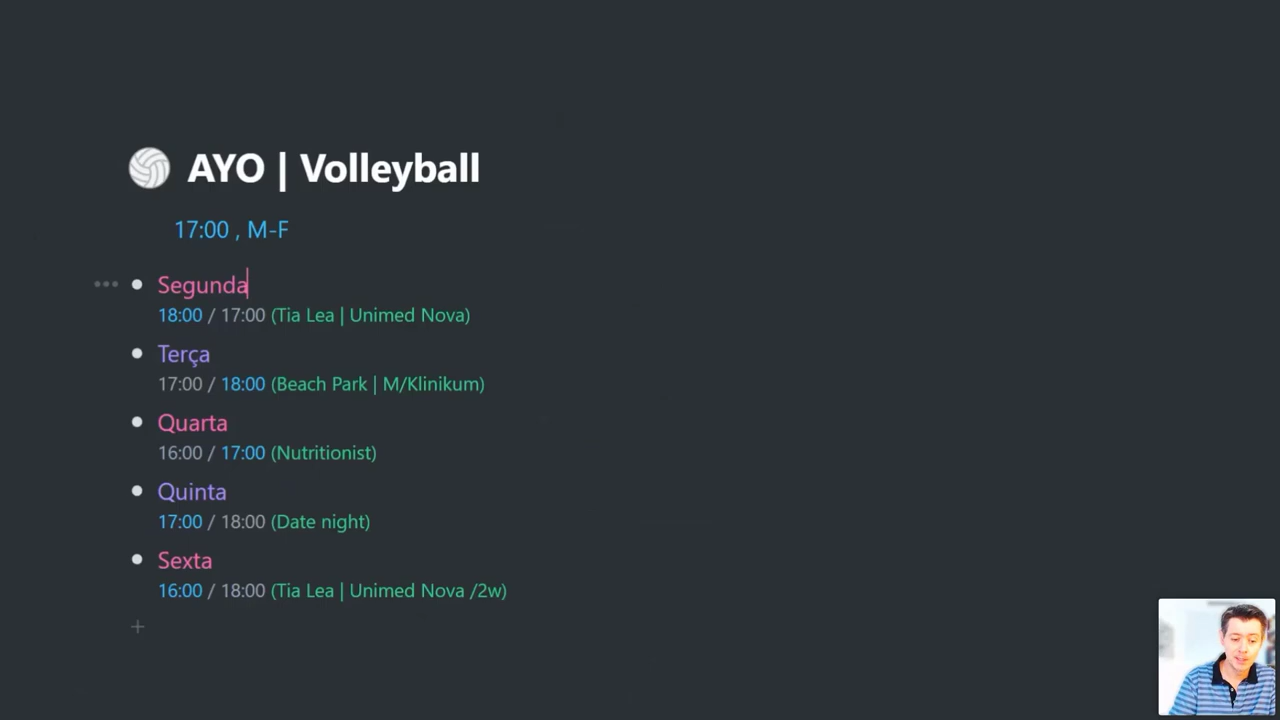 AYO | Volleyball
17:00 , M-F
Segunda
18:00 / 17:00 (Tia Lea | Unimed Nova)
Terça
17:00 / 18:00 (Beach Park | M/Klinikum)
Quarta
16:00 / 17:00 (Nutritionist)
Quinta
17:00 / 18:00 (Date night)
Sexta
16:00 / 18:00 (Tia Lea | Unimed Nova /2w)